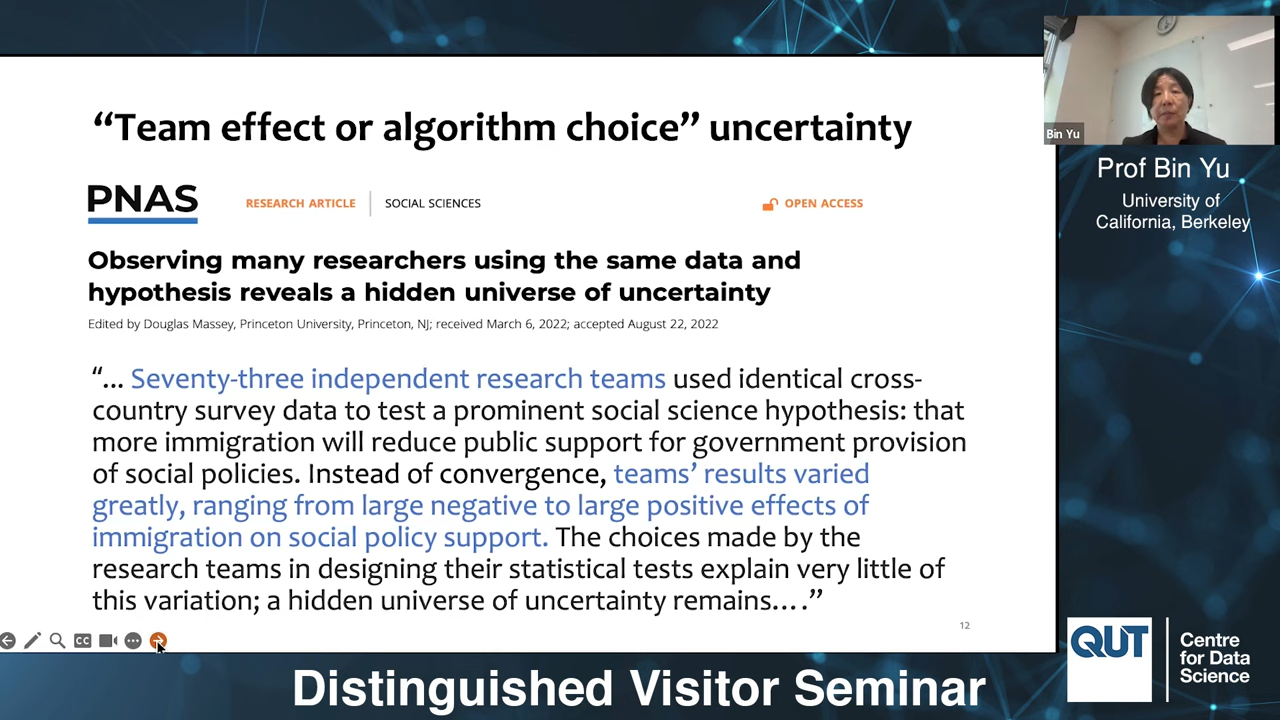 “Team effect or algorithm choice” uncertainty
PNAS
RESEARCH ARTICLE
SOCIAL SCIENCES
OPEN ACCESS
Observing many researchers using the same data and
hypothesis reveals a hidden universe of uncertainty
Edited by Douglas Massey, Princeton University, Princeton, NJ; received March 6, 2022; accepted August 22, 2022
“... Seventy-three independent research teams used identical cross-
country survey data to test a prominent social science hypothesis: that
more immigration will reduce public support for government provision
of social policies. Instead of convergence, teams’ results varied
greatly, ranging from large negative to large positive effects of
immigration on social policy support. The choices made by the
research teams in designing their statistical tests explain very little of
this variation; a hidden universe of uncertainty remains....”
12
CC
Bin Yu
Prof Bin Yu
University of
California, Berkeley
QUT
Centre
for Data
Science
Distinguished Visitor Seminar